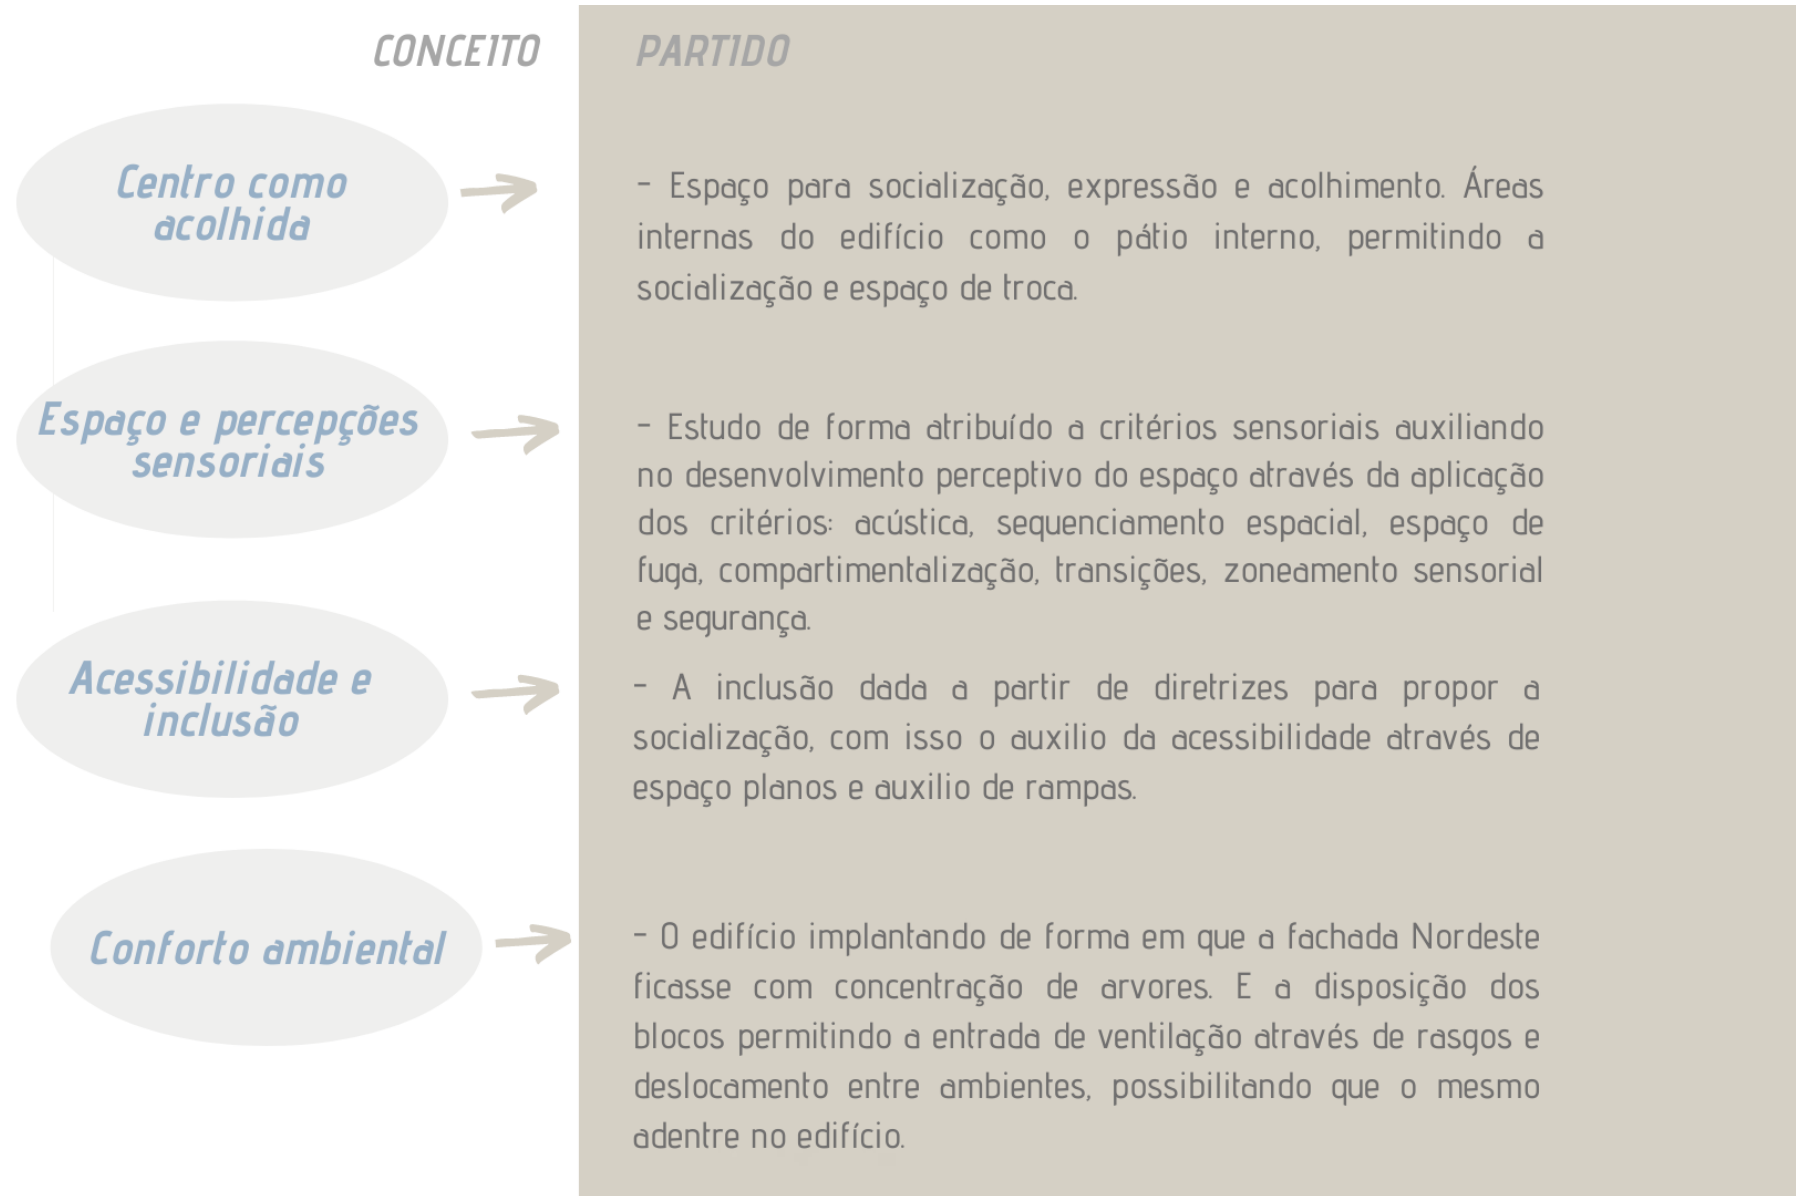 CONCEITO
PARTIDO
Centro como
acolhida
- Espaço para socialização, expressão e acolhimento. Áreas
internas do edifício como o pátio interno, permitindo a
socialização e espaço de troca.
Espaço e percepções
sensoriais
- Estudo de forma atribuído a critérios sensoriais auxiliando
no desenvolvimento perceptivo do espaço através da aplicação
dos critérios: acústica, sequenciamento espacial, espaço de
fuga, compartimentalização, transições, zoneamento sensorial
e segurança.
Acessibilidade e
inclusão
- A inclusão dada a partir de diretrizes para propor a
socialização, com isso o auxilio da acessibilidade através de
espaço planos e auxilio de rampas.
Conforto ambiental
- O edifício implantando de forma em que a fachada Nordeste
ficasse com concentração de arvores. E a disposição dos
blocos permitindo a entrada de ventilação através de rasgos e
deslocamento entre ambientes, possibilitando que o mesmo
adentre no edifício.